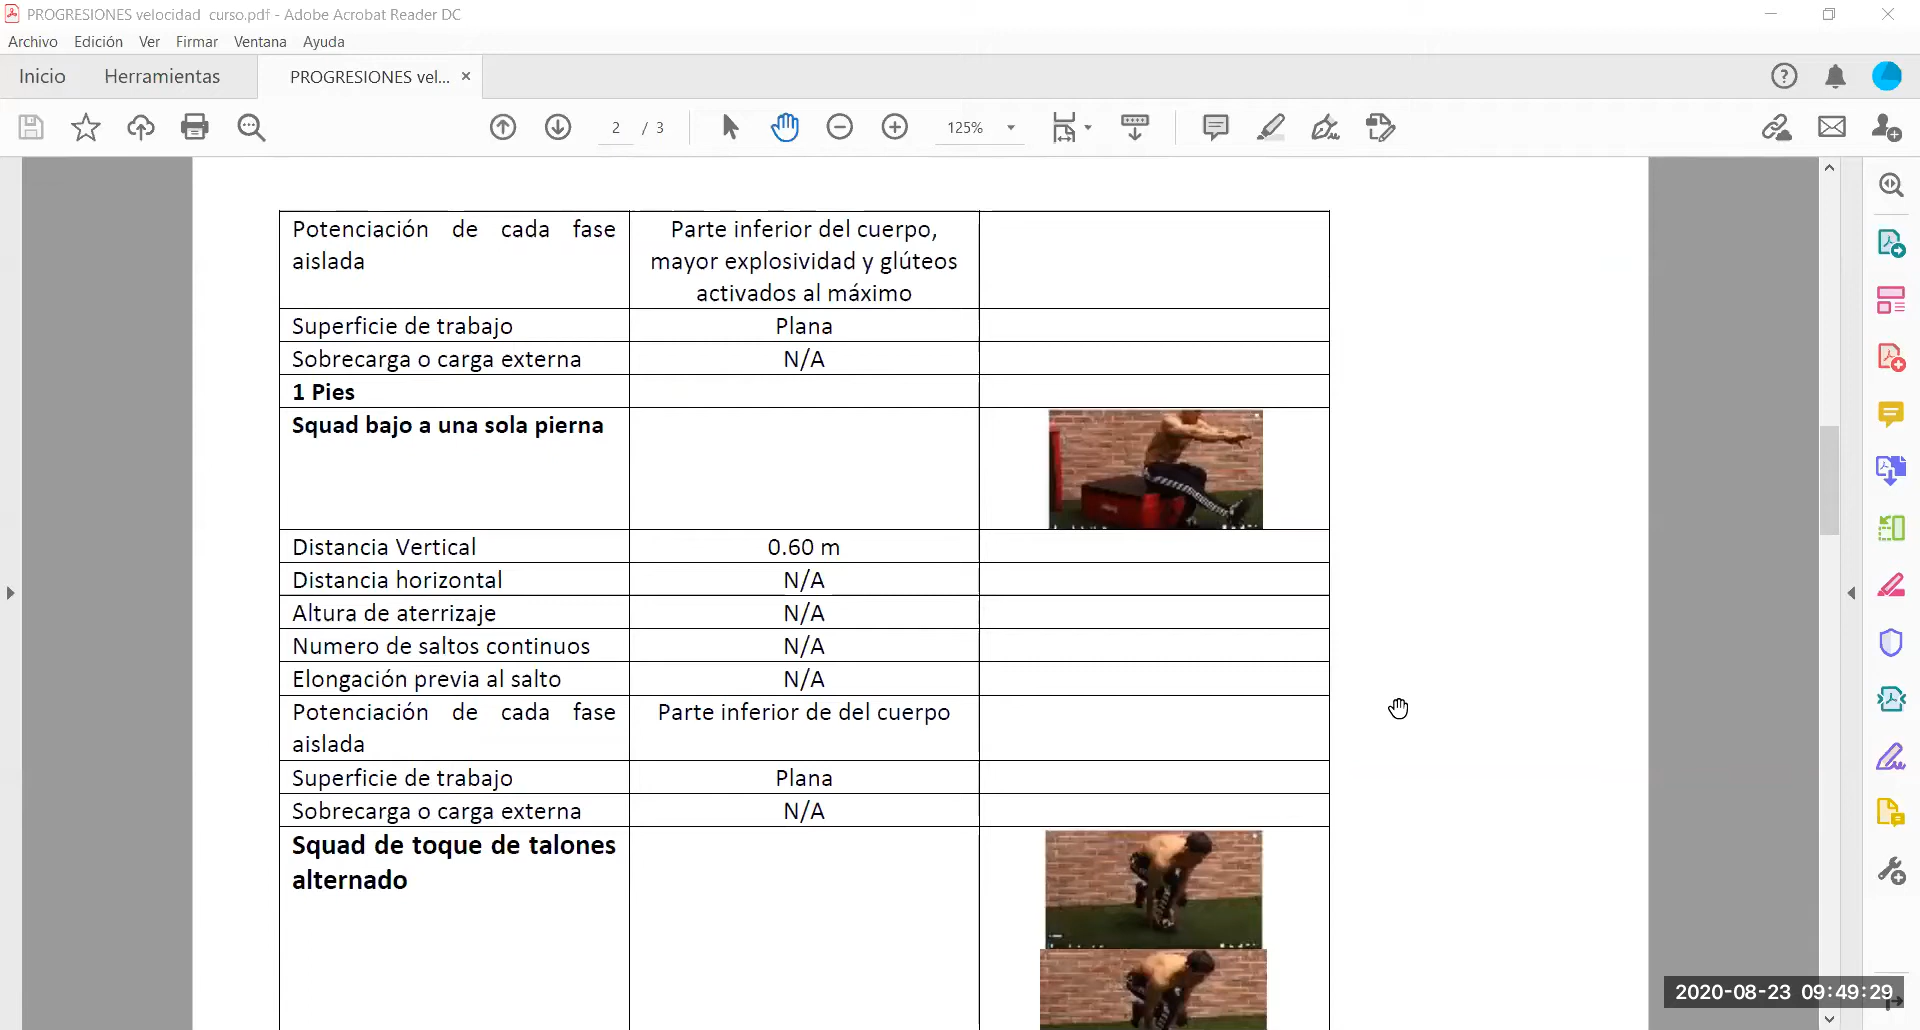 PROGRESIONES velocidad curso.pdf - Adobe Acrobat Reader DC
Archivo Edición Ver Firmar Ventana Ayuda
Inicio Herramientas PROGRESIONES vel... ×
2 / 3 125%
Potenciación de cada fase
aislada
Parte inferior del cuerpo,
mayor explosividad y glúteos
activados al máximo
Superficie de trabajo Plana
Sobrecarga o carga externa N/A
1 Pies
Squad bajo a una sola pierna
Distancia Vertical 0.60 m
Distancia horizontal N/A
Altura de aterrizaje N/A
Numero de saltos continuos N/A
Elongación previa al salto N/A
Potenciación de cada fase
aislada
Parte inferior de del cuerpo
Superficie de trabajo Plana
Sobrecarga o carga externa N/A
Squad de toque de talones
alternado
2020-08-23 09:49:29